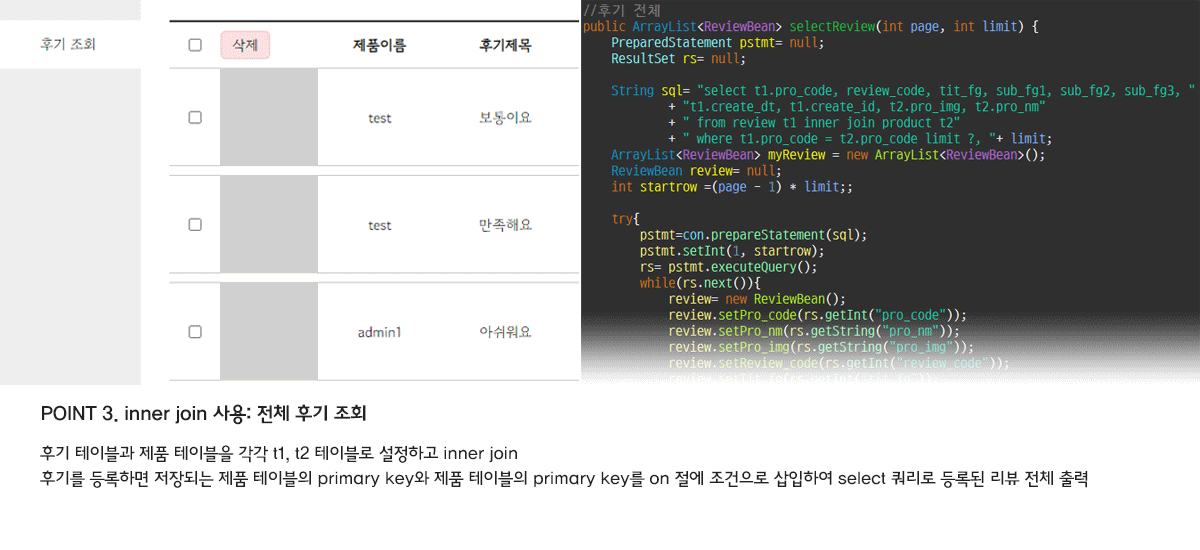 후기 조회
삭제 제품이름 후기제목
test 보통이요
test 만족해요
admin1 아쉬워요
//후기 전체
public ArrayList<ReviewBean> selectReview(int page, int limit) {
PreparedStatement pstmt= null;
ResultSet rs= null;
String sql= "select t1.pro_code, review_code, tit_fg, sub_fg1, sub_fg2, sub_fg3, "
+ "t1.create_dt, t1.create_id, t2.pro_img, t2.pro_nm"
+ " from review t1 inner join product t2"
+ " where t1.pro_code = t2.pro_code limit ?, "+ limit;
ArrayList<ReviewBean> myReview = new ArrayList<ReviewBean>();
ReviewBean review= null;
int startrow =(page - 1) * limit;;
try{
pstmt=con.prepareStatement(sql);
pstmt.setInt(1, startrow);
rs= pstmt.executeQuery();
while(rs.next()){
review= new ReviewBean();
review.setPro_code(rs.getInt("pro_code"));
review.setPro_nm(rs.getString("pro_nm"));
review.setPro_img(rs.getString("pro_img"));
review.setReview_code(rs.getInt("review_code"));
POINT 3. inner join 사용: 전체 후기 조회
후기 테이블과 제품 테이블을 각각 t1, t2 테이블로 설정하고 inner join
후기를 등록하면 저장되는 제품 테이블의 primary key와 제품 테이블의 primary key를 on 절에 조건으로 삽입하여 select 쿼리로 등록된 리뷰 전체 출력